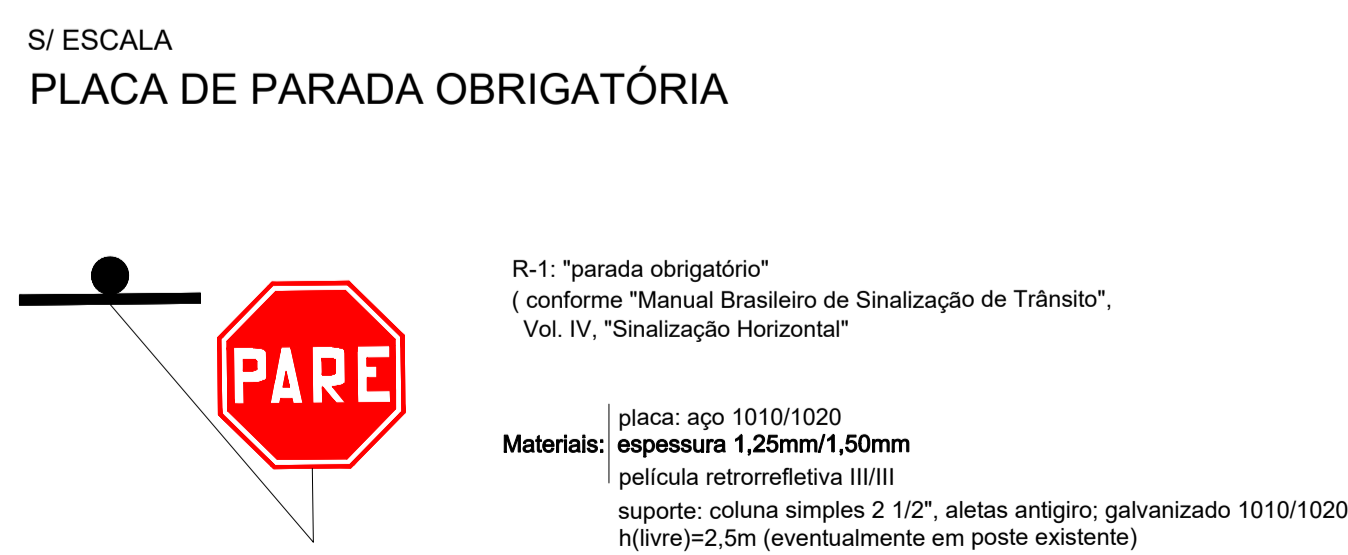 S/ ESCALA
PLACA DE PARADA OBRIGATÓRIA
R-1: "parada obrigatório"
( conforme "Manual Brasileiro de Sinalização de Trânsito",
Vol. IV, "Sinalização Horizontal"
PARE
placa: aço 1010/1020
Materiais: espessura 1,25mm/1,50mm
película retrorrefletiva III/III
suporte: coluna simples 2 1/2", aletas antigiro; galvanizado 1010/1020
h(livre)=2,5m (eventualmente em poste existente)